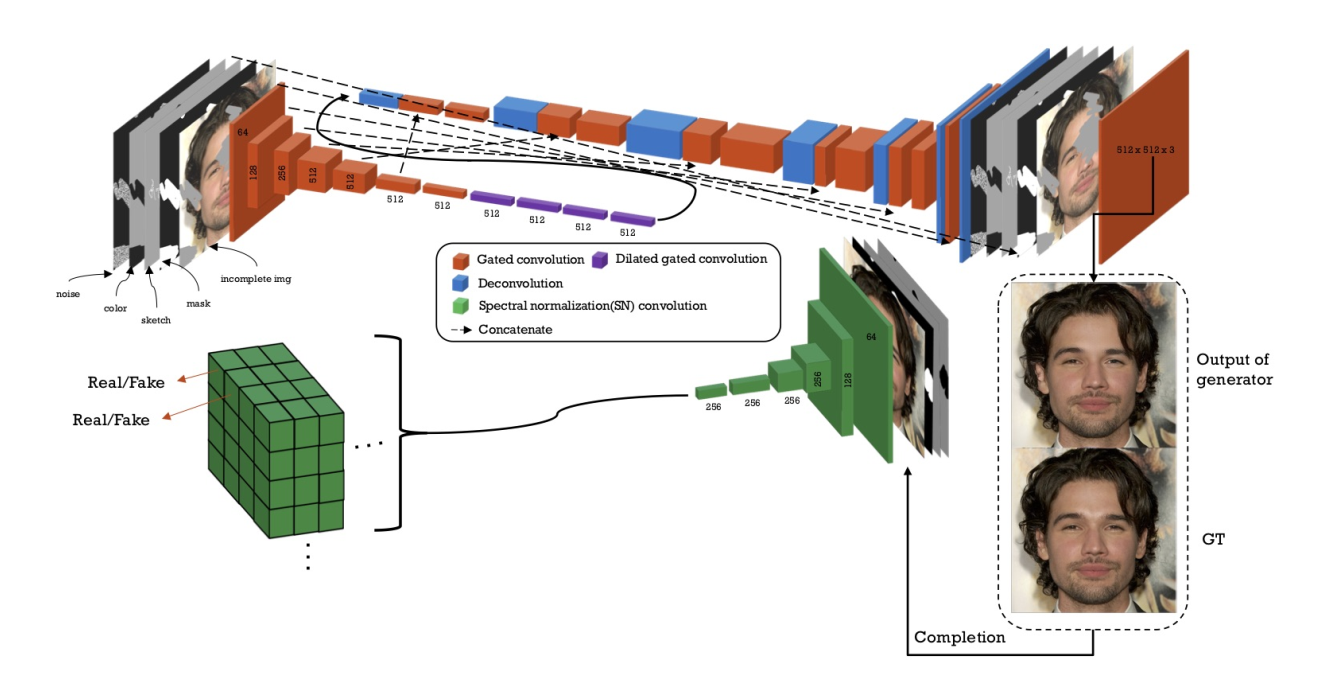 64
128
256
512
512
512
512
512
512
512
512
512 x 512 x 3
noise
color
sketch
mask
incomplete img
Gated convolution
Dilated gated convolution
Deconvolution
Spectral normalization(SN) convolution
Concatenate
64
128
256
256
256
256
Real/Fake
Real/Fake
. . .
Output of
generator
GT
Completion